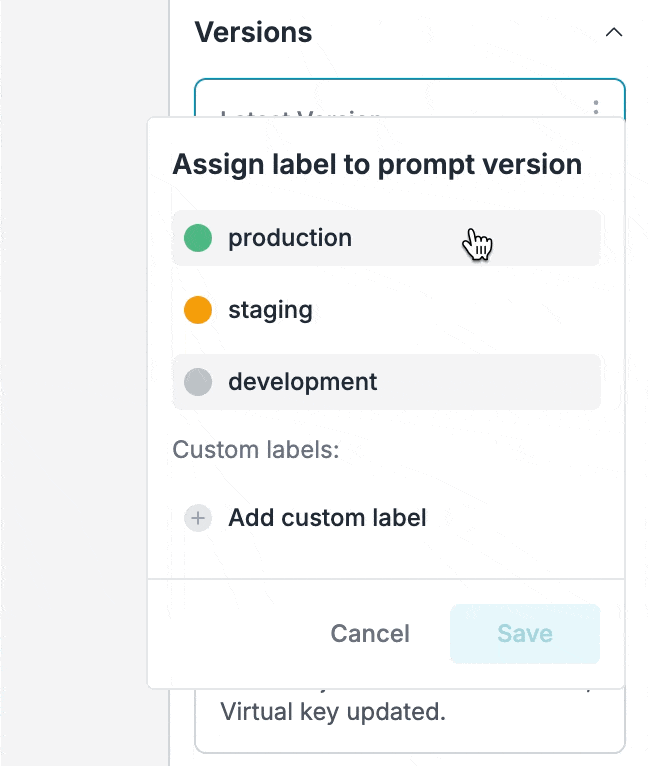 Versions
Latest Version
Assign label to prompt version
production
staging
development
Custom labels:
Add custom label
Cancel
Save
Virtual key updated.